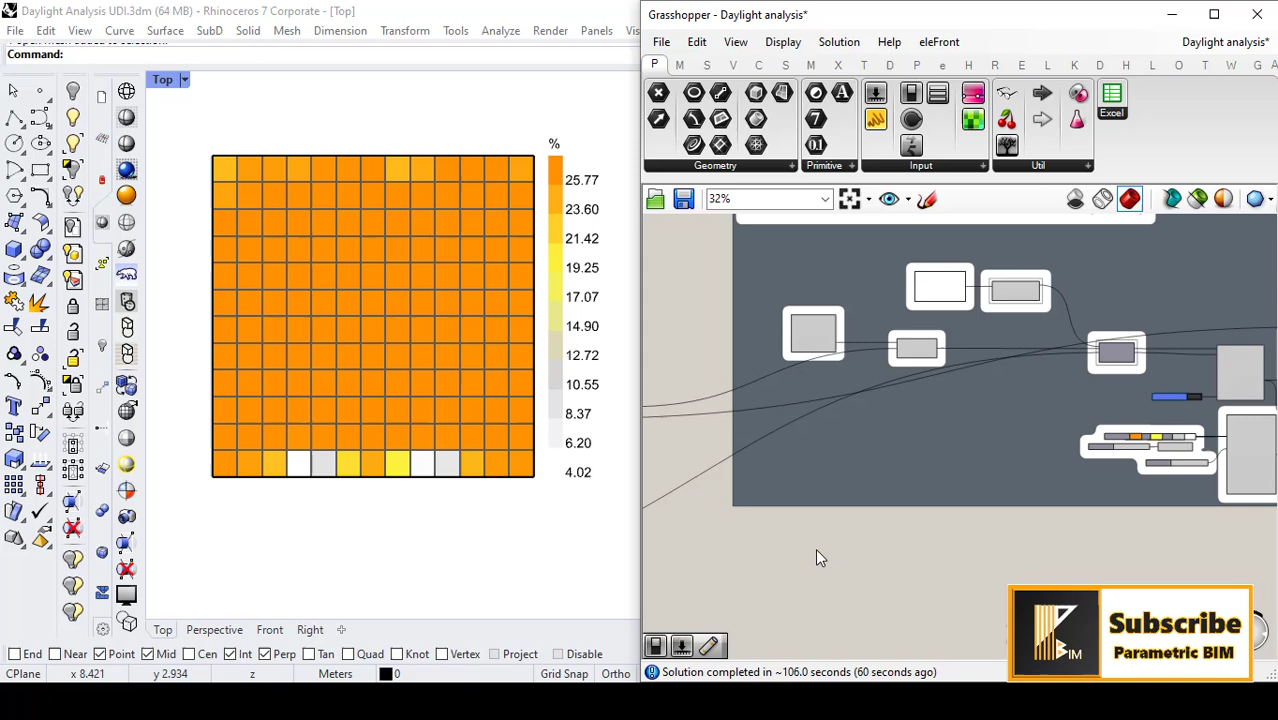 Daylight Analysis UDI.3dm (64 MB) - Rhinoceros 7 Corporate - [Top]
File Edit View Curve Surface SubD Solid Mesh Dimension Transform Tools Analyze Render Panels
Command:
Top
%
25.77
23.60
21.42
19.25
17.07
14.90
12.72
10.55
8.37
6.20
4.02
Top Perspective Front Right
End Near Point Mid Cen Int Perp Tan Quad Knot Vertex Project Disable
CPlane x 8.421 y 2.934 z Meters 0 Grid Snap Ortho
Grasshopper - Daylight analysis*
File Edit View Display Solution Help eleFront Daylight analysis*
P M S V C S M X T D P e H R E L K D H L O T W G A
Excel
Geometry Primitive Input Util
32%
Solution completed in ~106.0 seconds (60 seconds ago)
BIM
Subscribe
Parametric BIM